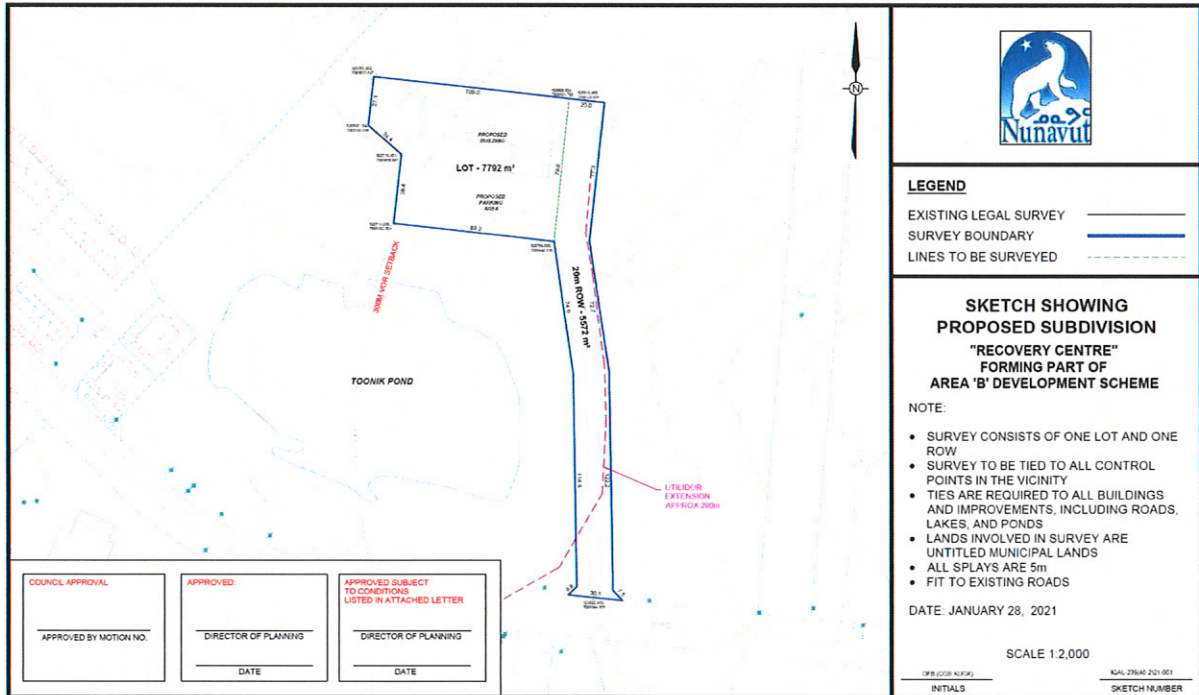 109.0
20.0
27.1
PROPOSED
BUILDING
LOT - 7792 m²
79.0
PROPOSED
PARKING
AREA
300M VOR SETBACK
20m ROW - 5572 m²
TOONIK POND
UTILIDOR
EXTENSION
APPROX 290m
COUNCIL APPROVAL
APPROVED BY MOTION NO.
APPROVED:
DIRECTOR OF PLANNING
DATE
APPROVED SUBJECT
TO CONDITIONS
LISTED IN ATTACHED LETTER
DIRECTOR OF PLANNING
DATE
N
ᓄᓇᕗᑦ
Nunavut
LEGEND
EXISTING LEGAL SURVEY
SURVEY BOUNDARY
LINES TO BE SURVEYED
SKETCH SHOWING
PROPOSED SUBDIVISION
"RECOVERY CENTRE"
FORMING PART OF
AREA 'B' DEVELOPMENT SCHEME
NOTE:
• SURVEY CONSISTS OF ONE LOT AND ONE
ROW
• SURVEY TO BE TIED TO ALL CONTROL
POINTS IN THE VICINITY
• TIES ARE REQUIRED TO ALL BUILDINGS
AND IMPROVEMENTS, INCLUDING ROADS,
LAKES, AND PONDS
• LANDS INVOLVED IN SURVEY ARE
UNTITLED MUNICIPAL LANDS
• ALL SPLAYS ARE 5m
• FIT TO EXISTING ROADS
DATE: JANUARY 28, 2021
SCALE 1:2,000
INITIALS
SKETCH NUMBER